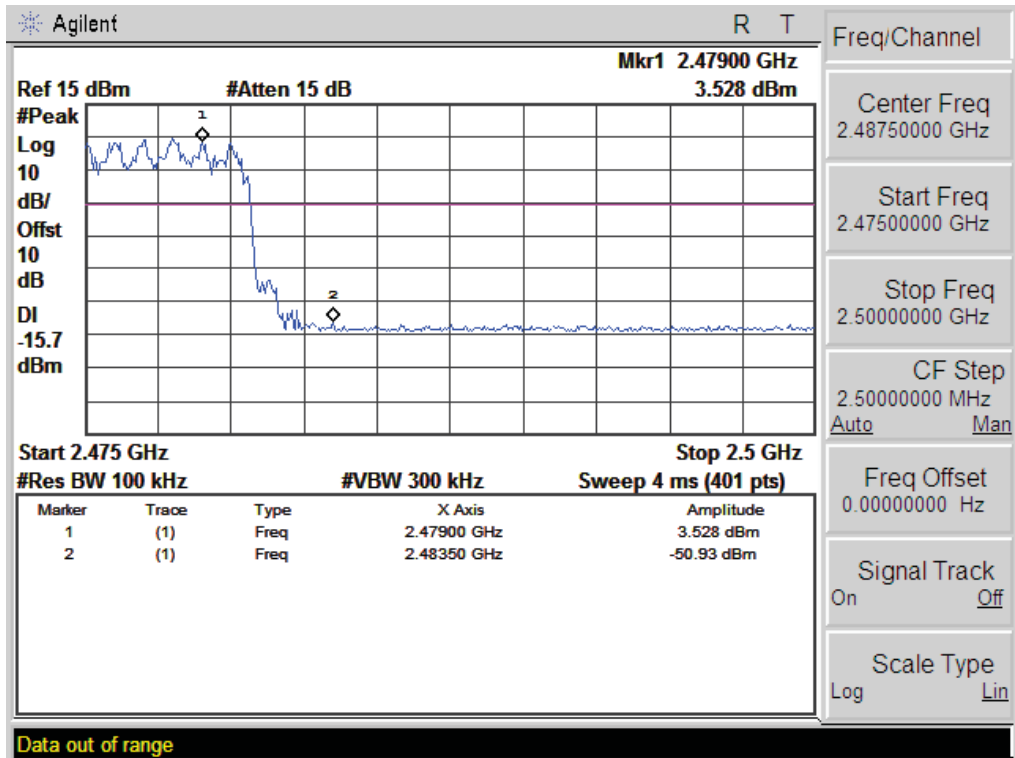 Agilent
R T
Mkr1 2.47900 GHz
Ref 15 dBm #Atten 15 dB 3.528 dBm
#Peak
Log
10
dB/
Offst
10
dB
DI
-15.7
dBm
1
2
Start 2.475 GHz Stop 2.5 GHz
#Res BW 100 kHz #VBW 300 kHz Sweep 4 ms (401 pts)
Marker Trace Type X Axis Amplitude
1 (1) Freq 2.47900 GHz 3.528 dBm
2 (1) Freq 2.48350 GHz -50.93 dBm
Freq/Channel
Center Freq
2.48750000 GHz
Start Freq
2.47500000 GHz
Stop Freq
2.50000000 GHz
CF Step
2.50000000 MHz
Auto Man
Freq Offset
0.00000000 Hz
Signal Track
On Off
Scale Type
Log Lin
Data out of range